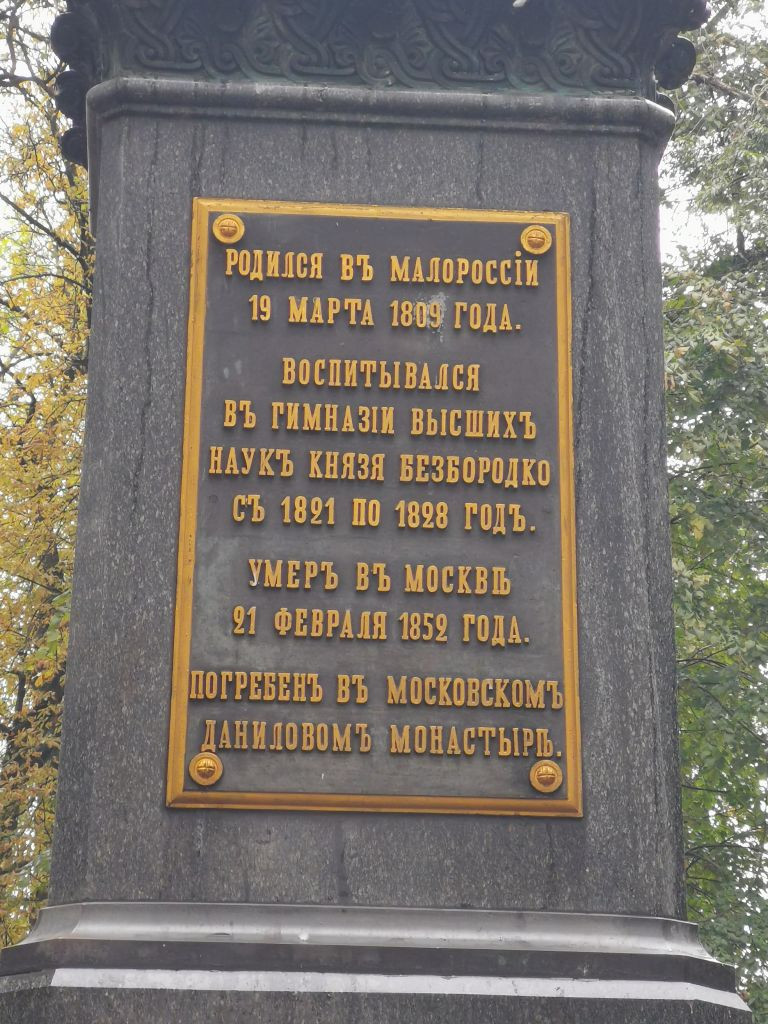 РОДИЛСЯ ВЪ МАЛОРОССІИ
19 МАРТА 1809 ГОДА.
ВОСПИТЫВАЛСЯ
ВЪ ГИМНАЗІИ ВЫСШИХЪ
НАУКЪ КНЯЗЯ БЕЗБОРОДКО
СЪ 1821 ПО 1828 ГОДЪ.
УМЕРЪ ВЪ МОСКВѢ
21 ФЕВРАЛЯ 1852 ГОДА.
ПОГРЕБЕНЪ ВЪ МОСКОВСКОМЪ
ДАНИЛОВОМЪ МОНАСТЫРѢ.